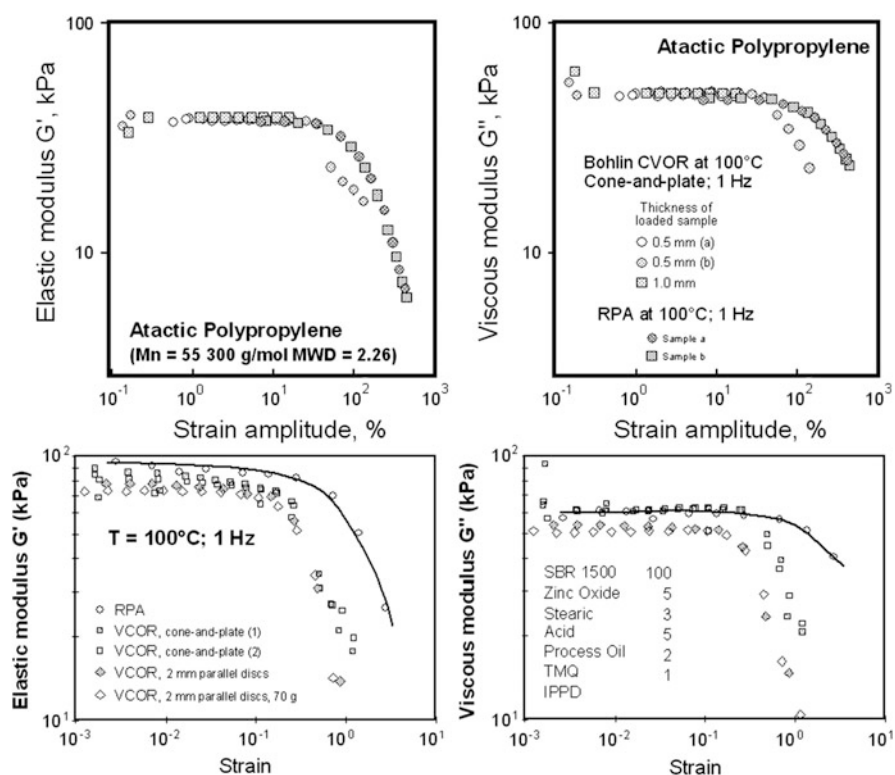 100
10
Elastic modulus G', kPa
Atactic Polypropylene
(Mn = 55 300 g/mol MWD = 2.26)
10-1
100
101
102
103
Strain amplitude, %
100
10
Viscous modulus G'', kPa
Atactic Polypropylene
Bohlin CVOR at 100°C
Cone-and-plate; 1 Hz
Thickness of
loaded sample
0.5 mm (a)
0.5 mm (b)
1.0 mm
RPA at 100°C; 1 Hz
Sample a
Sample b
10-1
100
101
102
103
Strain amplitude, %
102
101
Elastic modulus G' (kPa)
T = 100°C; 1 Hz
RPA
VCOR, cone-and-plate (1)
VCOR, cone-and-plate (2)
VCOR, 2 mm parallel discs
VCOR, 2 mm parallel discs, 70 g
10-3
10-2
10-1
100
101
Strain
102
101
Viscous modulus G'' (kPa)
SBR 1500 100
Zinc Oxide 5
Stearic 3
Acid 5
Process Oil 2
TMQ 1
IPPD
10-3
10-2
10-1
100
101
Strain